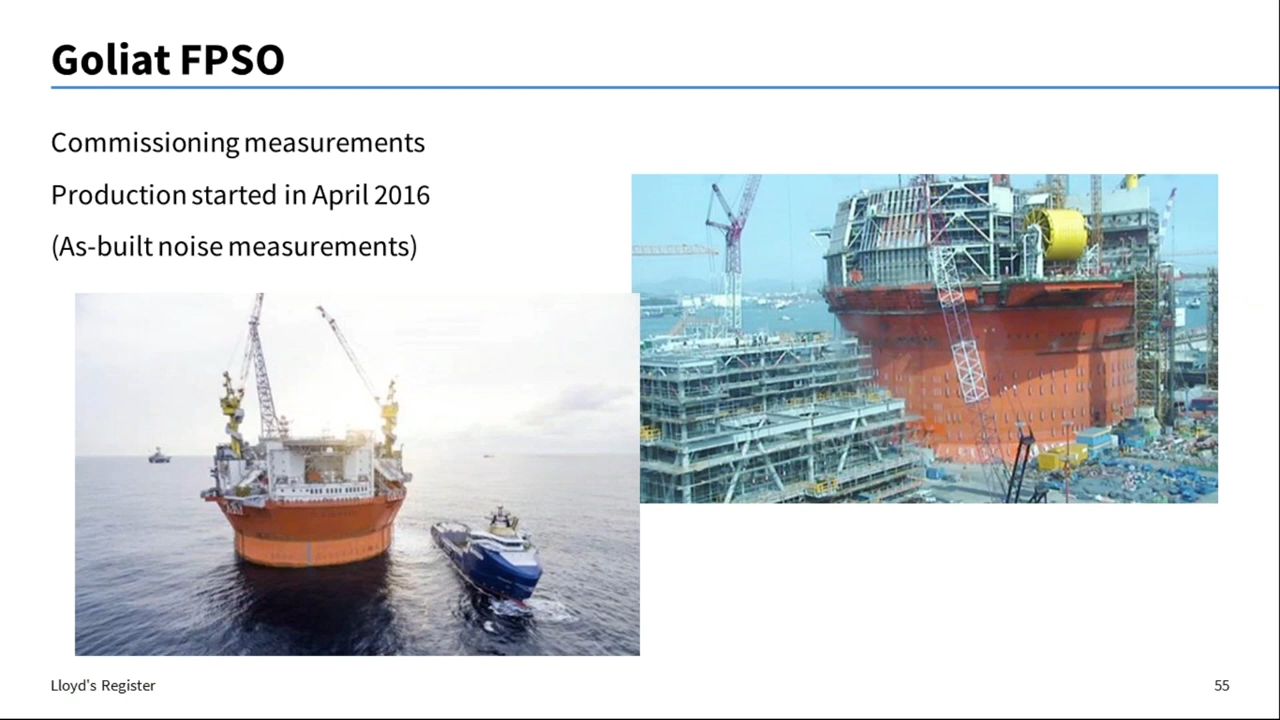 Goliat FPSO
Commissioning measurements
Production started in April 2016
(As-built noise measurements)
Lloyd's Register
55